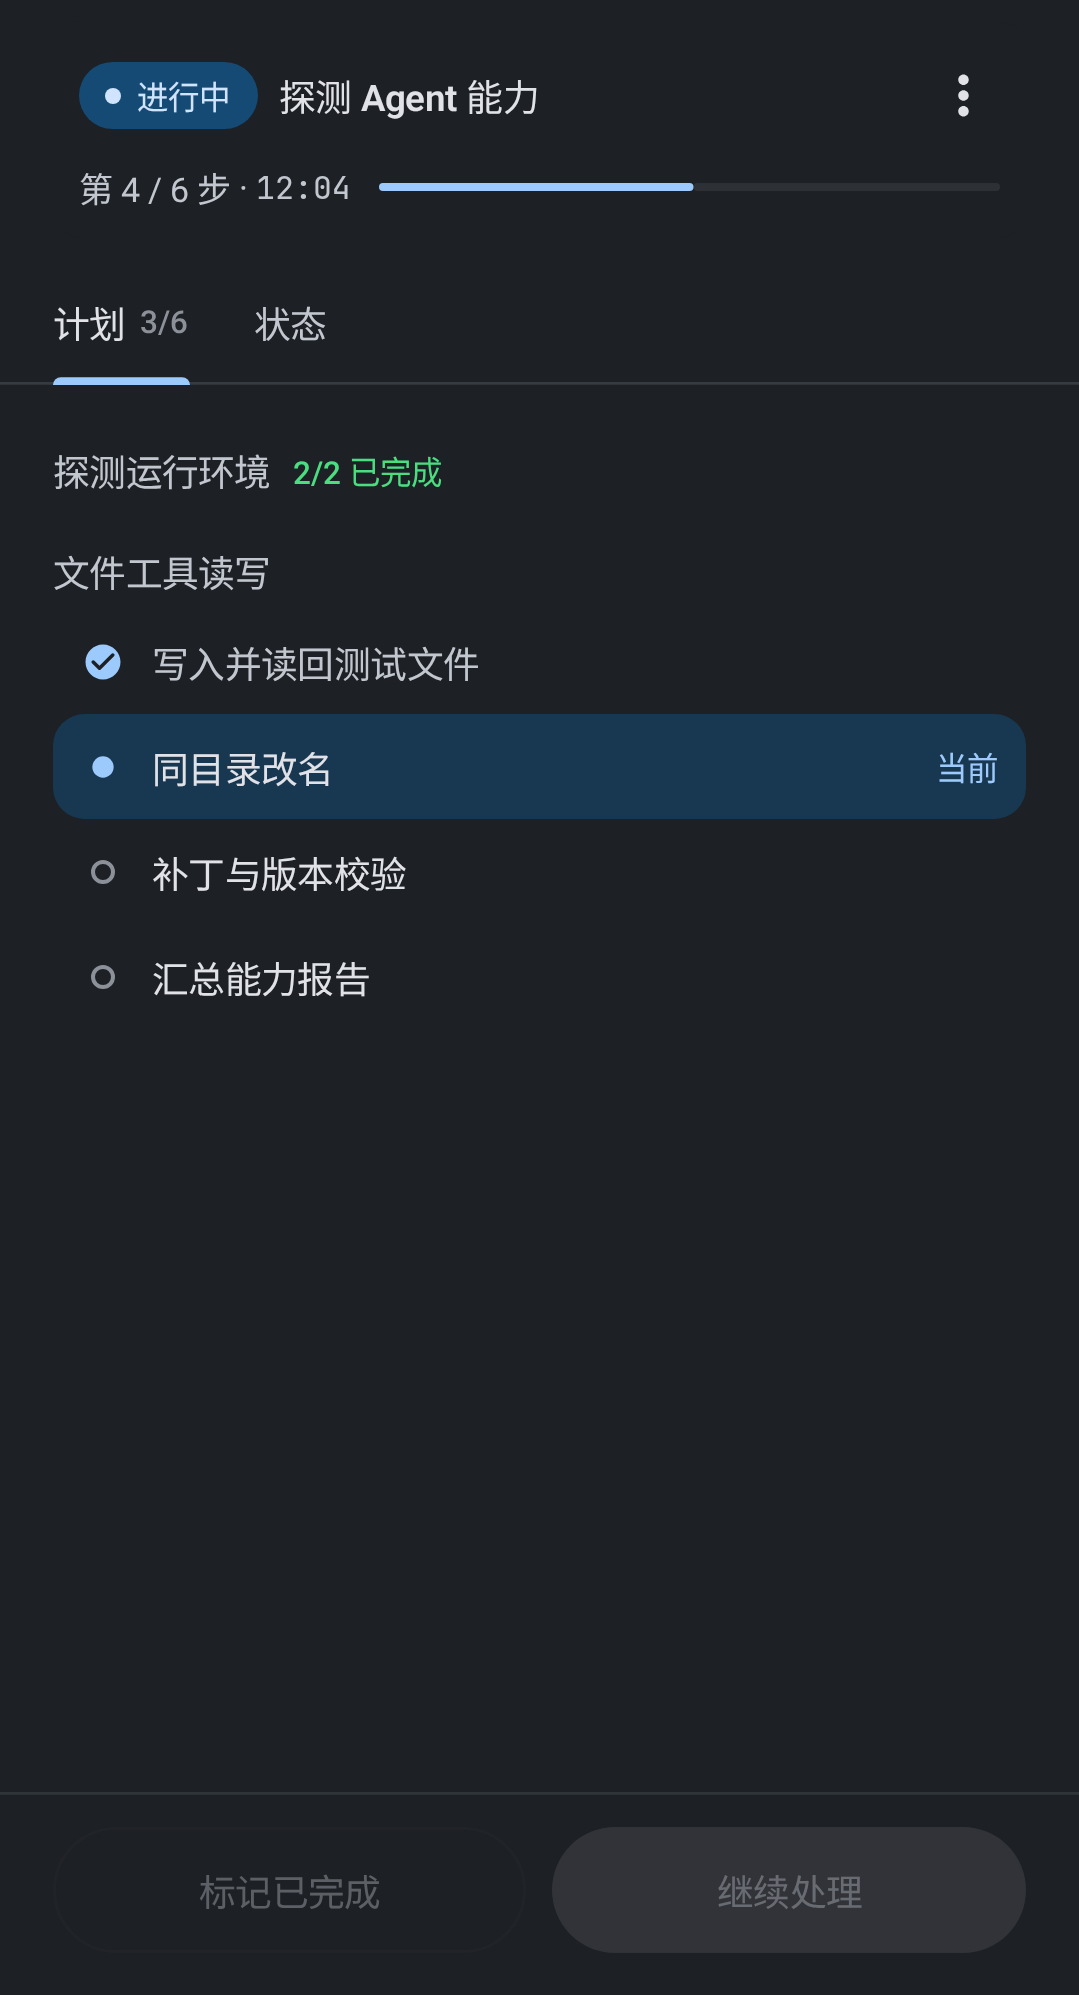 进行中 探测 Agent 能力
第 4 / 6 步 · 12:04
计划 3/6 状态
探测运行环境 2/2 已完成
文件工具读写
写入并读回测试文件
同目录改名 当前
补丁与版本校验
汇总能力报告
标记已完成 继续处理